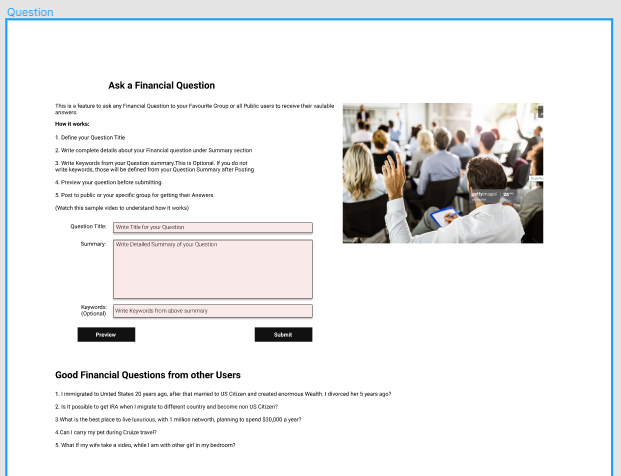 Question
Ask a Financial Question
This is a feature to ask any Financial Question to your Favourite Group or all Public users to receive their vaulable
answers.
How it works:
1. Define your Question Title
2. Write complete details about your Financial question under Summary section
3. Write Keywords from your Question summary.This is Optional. If you do not
write keywords, those will be defined from your Question Summary after Posting
4. Preview your question before submitting.
5. Post to public or your specific group for getting their Answers.
(Watch this sample video to understand how it works)
gettyimages
Question Title:
Write Title for your Question
Summary:
Write Detailed Summary of your Question
Keywords:
(Optional)
Write Keywords from above summary
Preview
Submit
Good Financial Questions from other Users
1. I immigrated to United States 20 years ago, after that married to US Citizen and created enormous Wealth. I divorced her 5 years ago?
2. Is it possible to get IRA when I migrate to different country and become non US Citizen?
3.What is the best place to live luxurious, with 1 million networth, planning to spend $30,000 a year?
4.Can I carry my pet during Cruize travel?
5. What If my wife take a video, while I am with other girl in my bedroom?